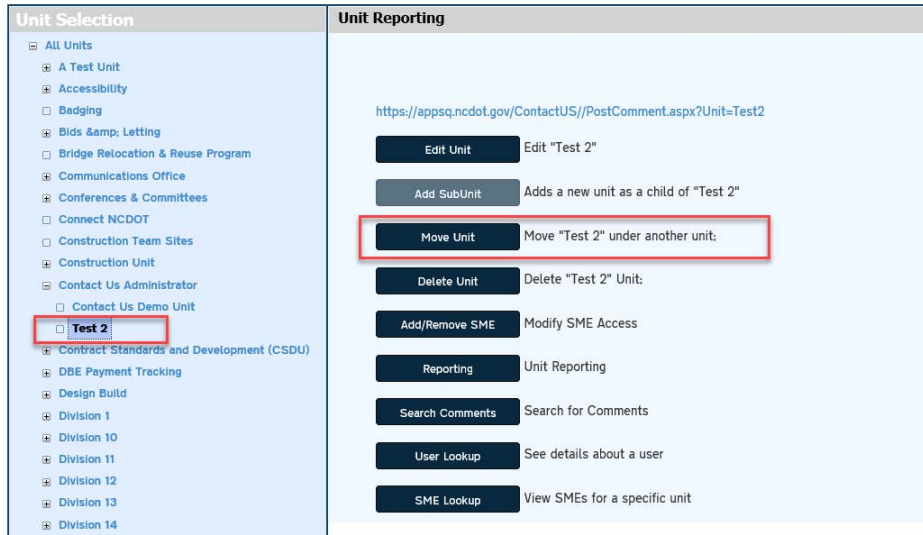 Unit Selection
All Units
A Test Unit
Accessibility
Badging
Bids &amp; Letting
Bridge Relocation & Reuse Program
Communications Office
Conferences & Committees
Connect NCDOT
Construction Team Sites
Construction Unit
Contact Us Administrator
Contact Us Demo Unit
Test 2
Contract Standards and Development (CSDU)
DBE Payment Tracking
Design Build
Division 1
Division 10
Division 11
Division 12
Division 13
Division 14
Unit Reporting
https://appsq.ncdot.gov/ContactUS//PostComment.aspx?Unit=Test2
Edit Unit Edit "Test 2"
Add SubUnit Adds a new unit as a child of "Test 2"
Move Unit Move "Test 2" under another unit;
Delete Unit Delete "Test 2" Unit;
Add/Remove SME Modify SME Access
Reporting Unit Reporting
Search Comments Search for Comments
User Lookup See details about a user
SME Lookup View SMEs for a specific unit